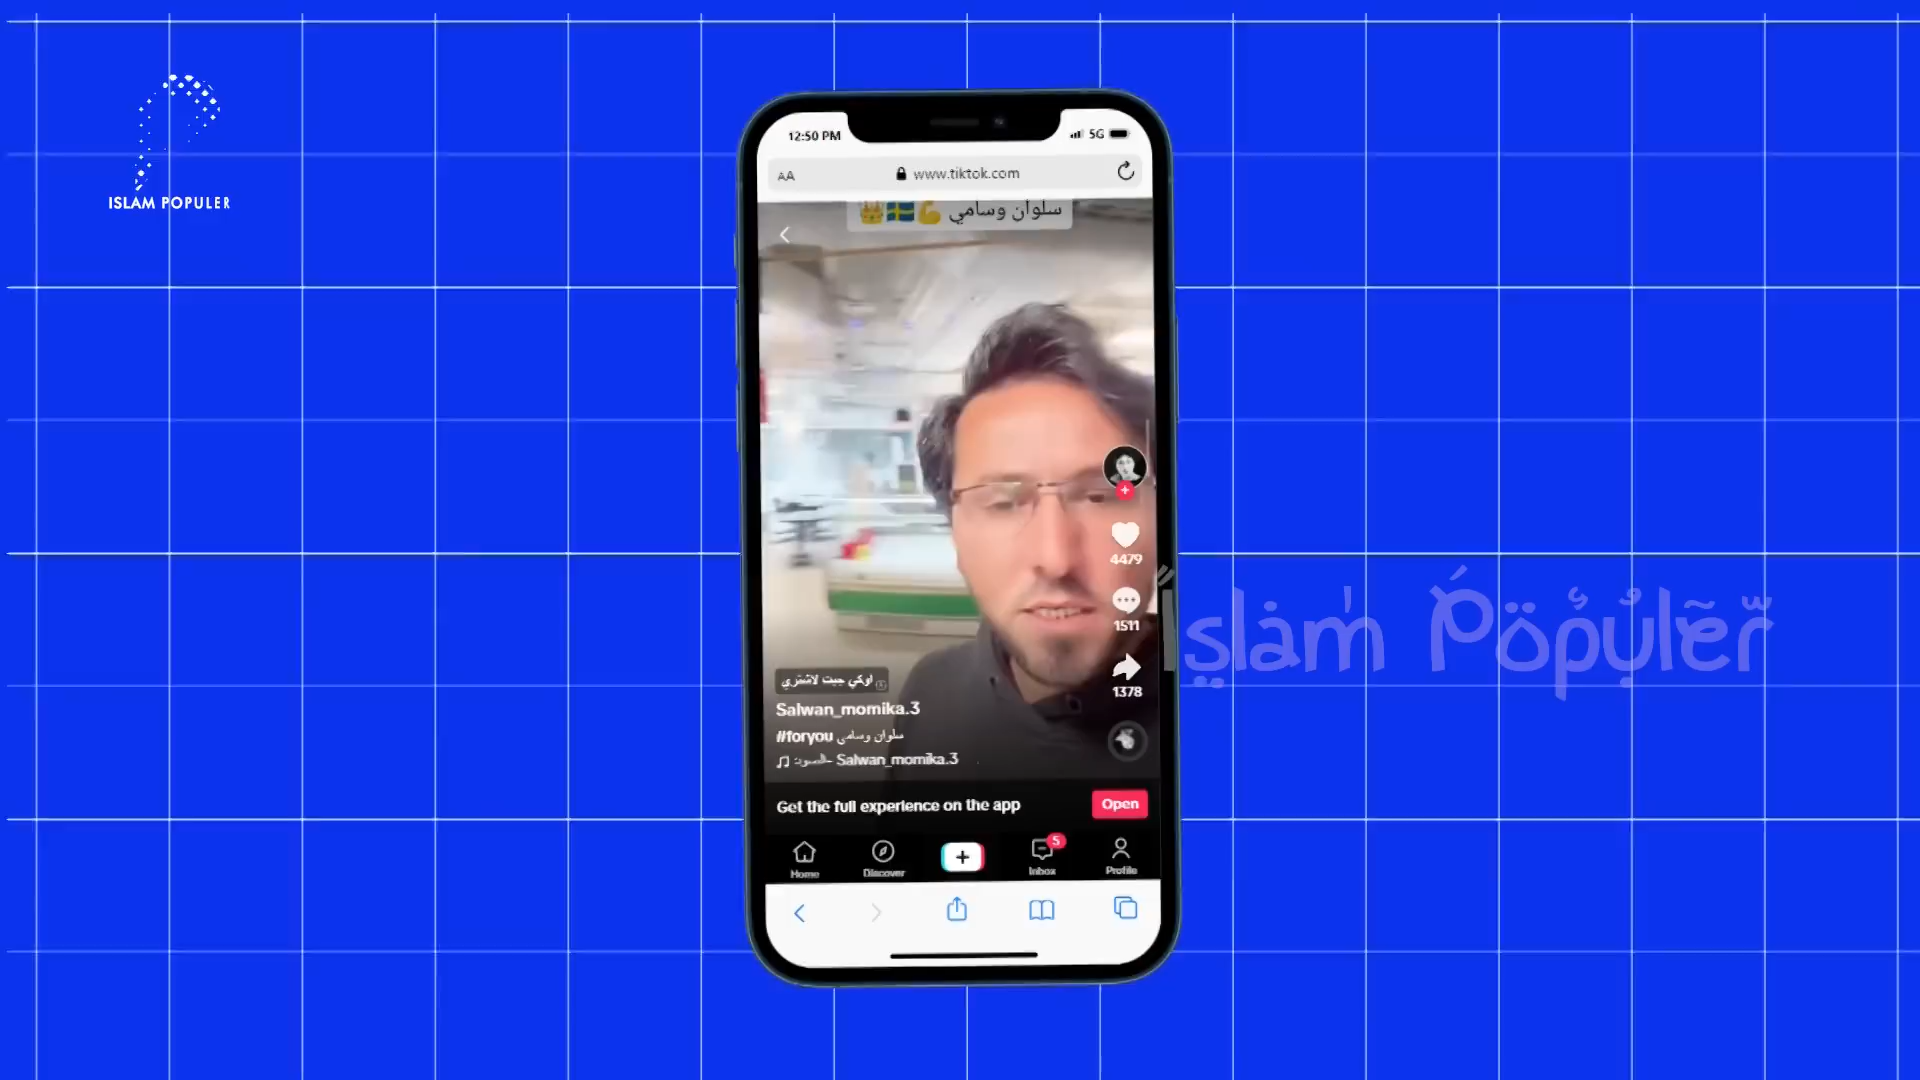 ISLAM POPULER
12:50 PM
5G
AA
www.tiktok.com
سلوان وسامي
4479
1511
1378
اوكي جيت لاشتري
Salwan_momika.3
#foryou سلوان وسامي
الصوت- Salwan_momika.3
Get the full experience on the app
Open
Home
Discover
5
Inbox
Profile
Islam Populer